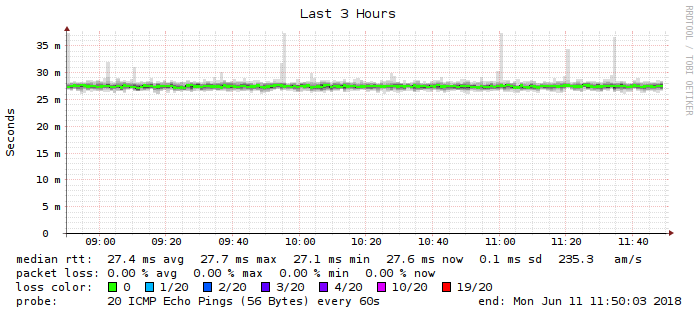 Last 3 Hours
RRDTOOL / TOBI OETIKER
Seconds
35 m
30 m
25 m
20 m
15 m
10 m
5 m
0
09:00 09:20 09:40 10:00 10:20 10:40 11:00 11:20 11:40
median rtt: 27.4 ms avg 27.7 ms max 27.1 ms min 27.6 ms now 0.1 ms sd 235.3 am/s
packet loss: 0.00 % avg 0.00 % max 0.00 % min 0.00 % now
loss color: 0 1/20 2/20 3/20 4/20 10/20 19/20
probe: 20 ICMP Echo Pings (56 Bytes) every 60s end: Mon Jun 11 11:50:03 2018